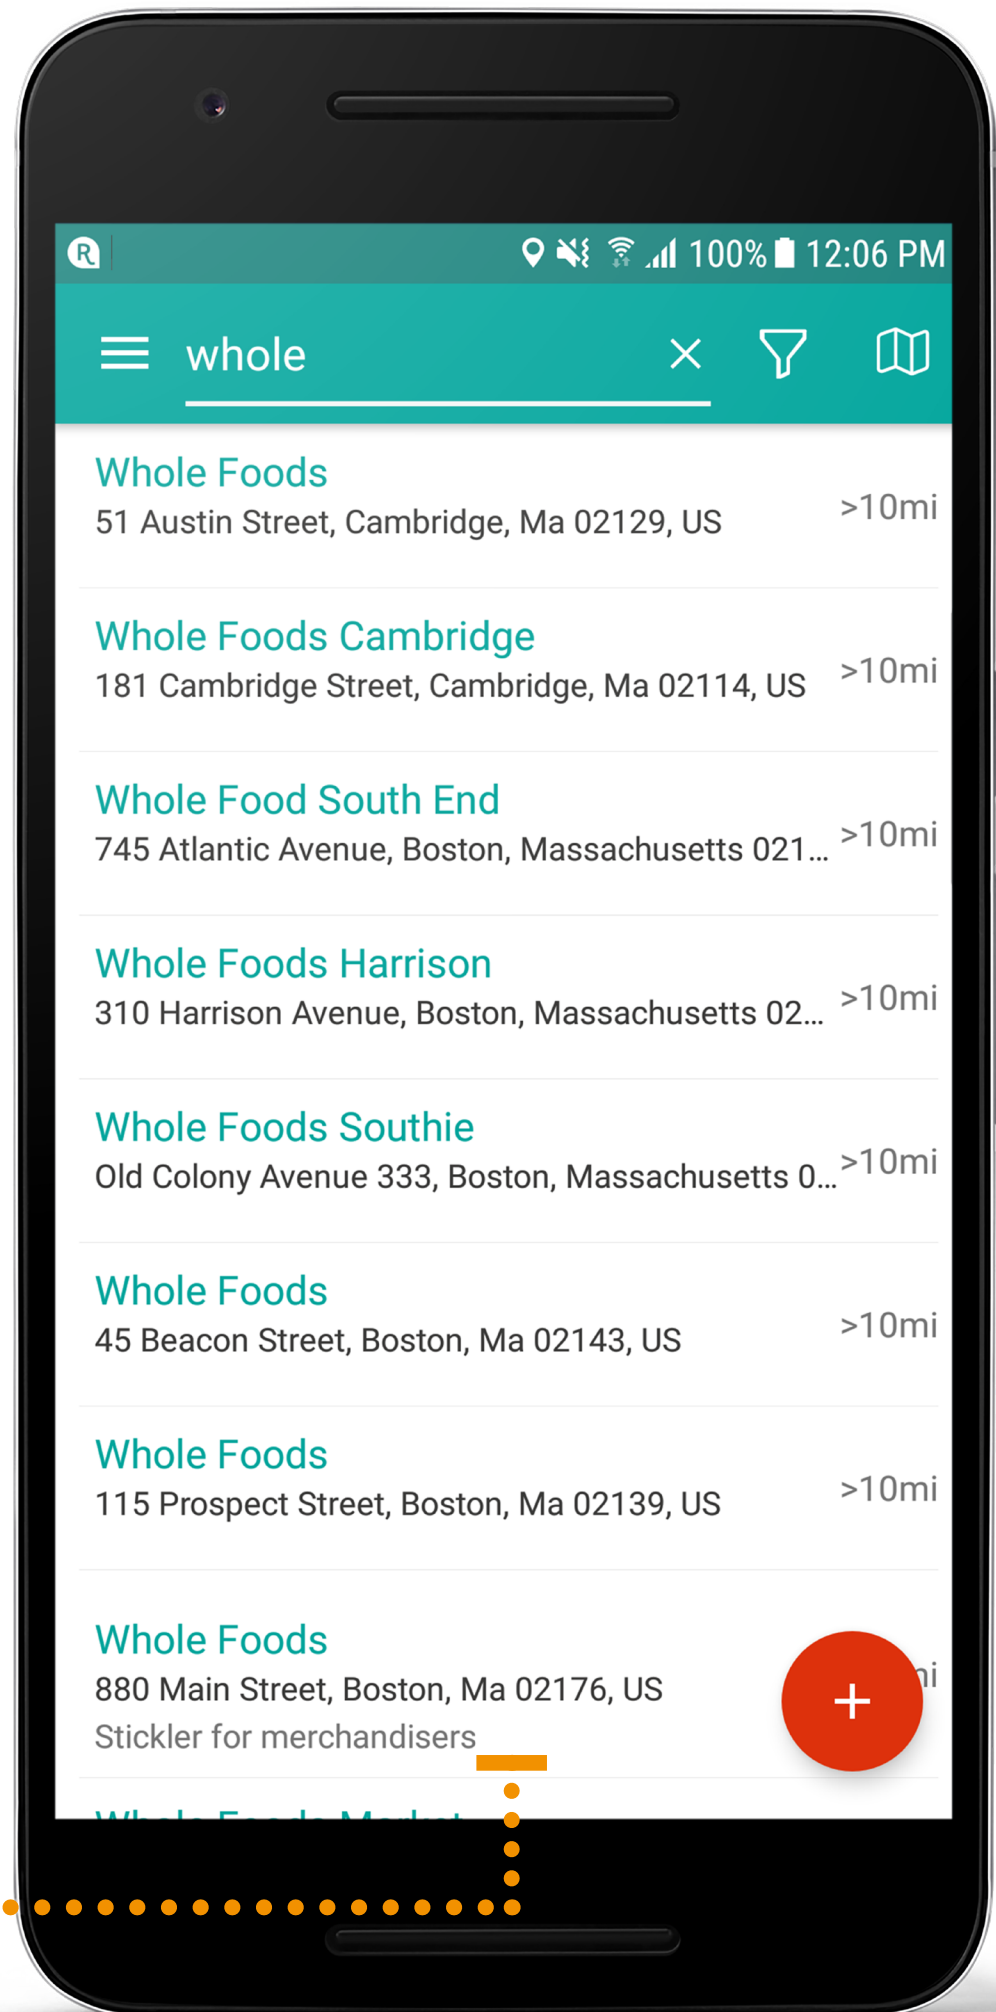 R 100% 12:06 PM
whole
Whole Foods
51 Austin Street, Cambridge, Ma 02129, US
>10mi
Whole Foods Cambridge
181 Cambridge Street, Cambridge, Ma 02114, US
>10mi
Whole Food South End
745 Atlantic Avenue, Boston, Massachusetts 021...
>10mi
Whole Foods Harrison
310 Harrison Avenue, Boston, Massachusetts 02...
>10mi
Whole Foods Southie
Old Colony Avenue 333, Boston, Massachusetts 0...
>10mi
Whole Foods
45 Beacon Street, Boston, Ma 02143, US
>10mi
Whole Foods
115 Prospect Street, Boston, Ma 02139, US
>10mi
Whole Foods
880 Main Street, Boston, Ma 02176, US
Stickler for merchandisers
Whole Foods Market